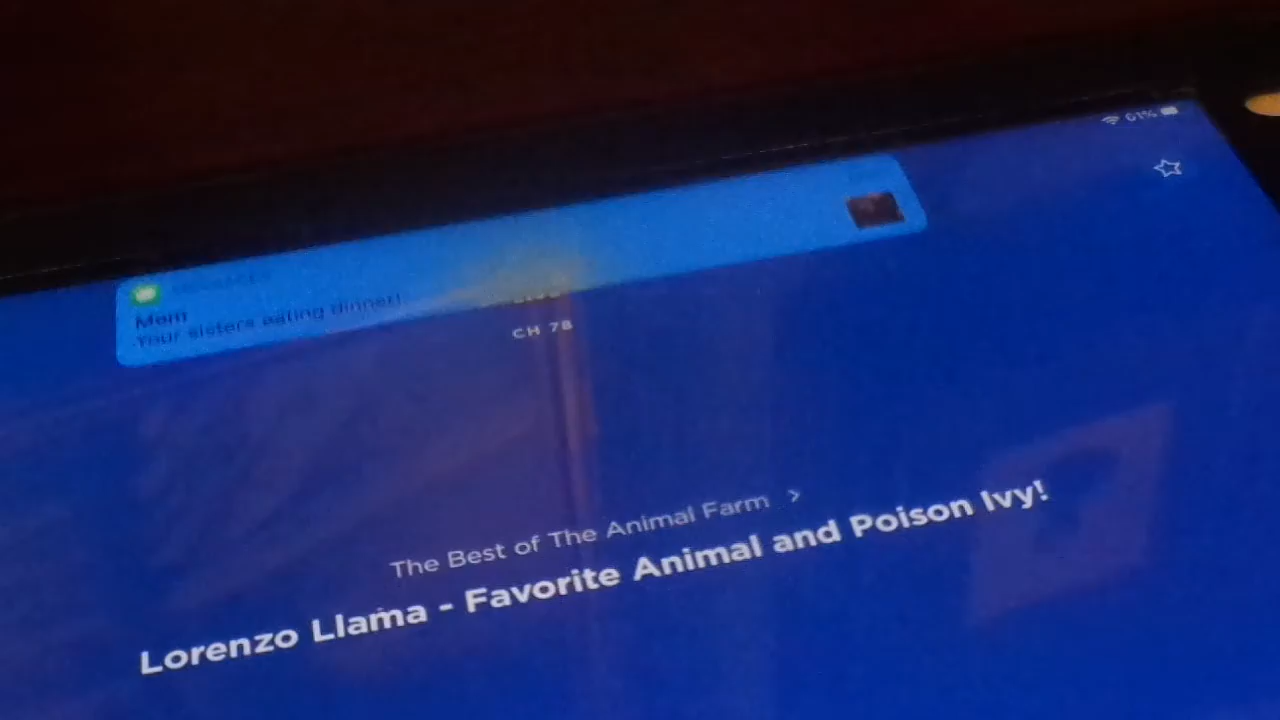 61%
Mom
Your sisters eating dinner!
CH 78
The Best of The Animal Farm >
Lorenzo Llama - Favorite Animal and Poison Ivy!